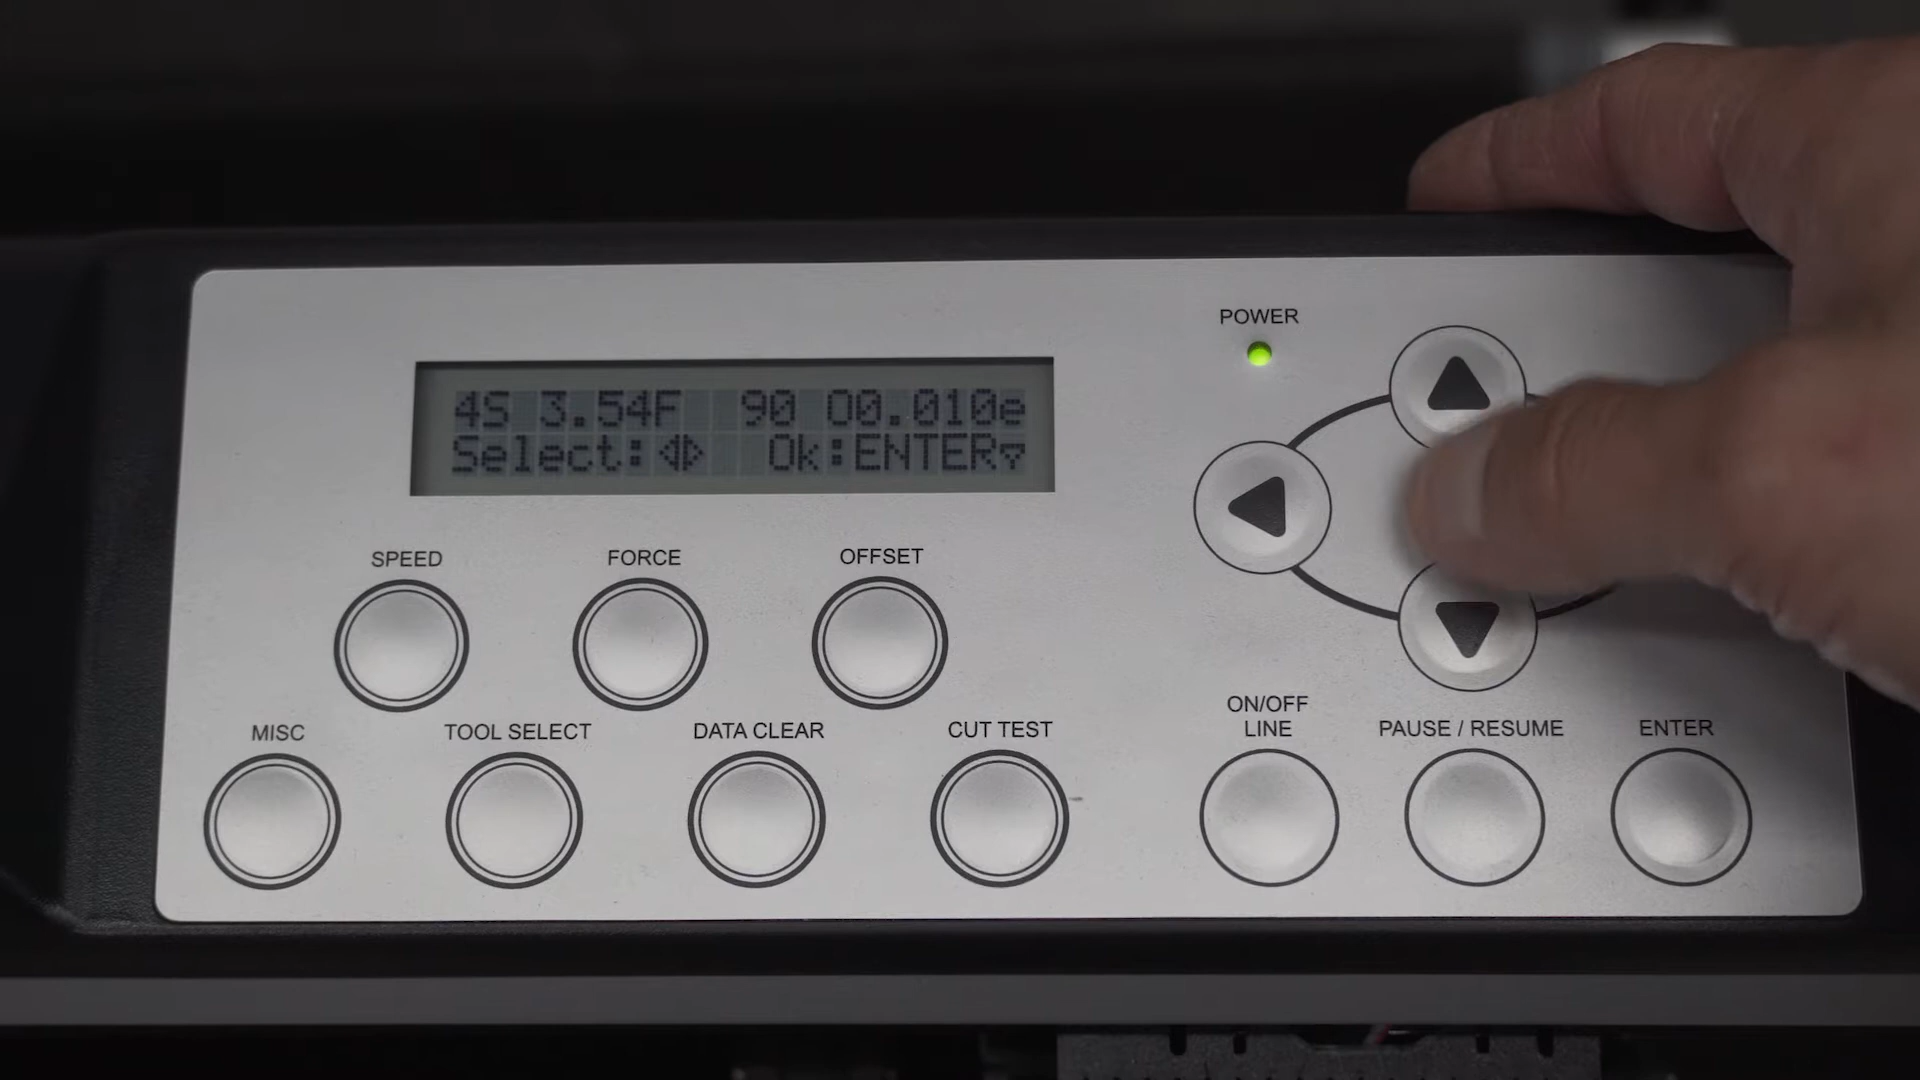 4S 3.54F 90 O0.010e
Select:◁▷ Ok:ENTER▽
POWER
SPEED
FORCE
OFFSET
MISC
TOOL SELECT
DATA CLEAR
CUT TEST
ON/OFF
LINE
PAUSE / RESUME
ENTER